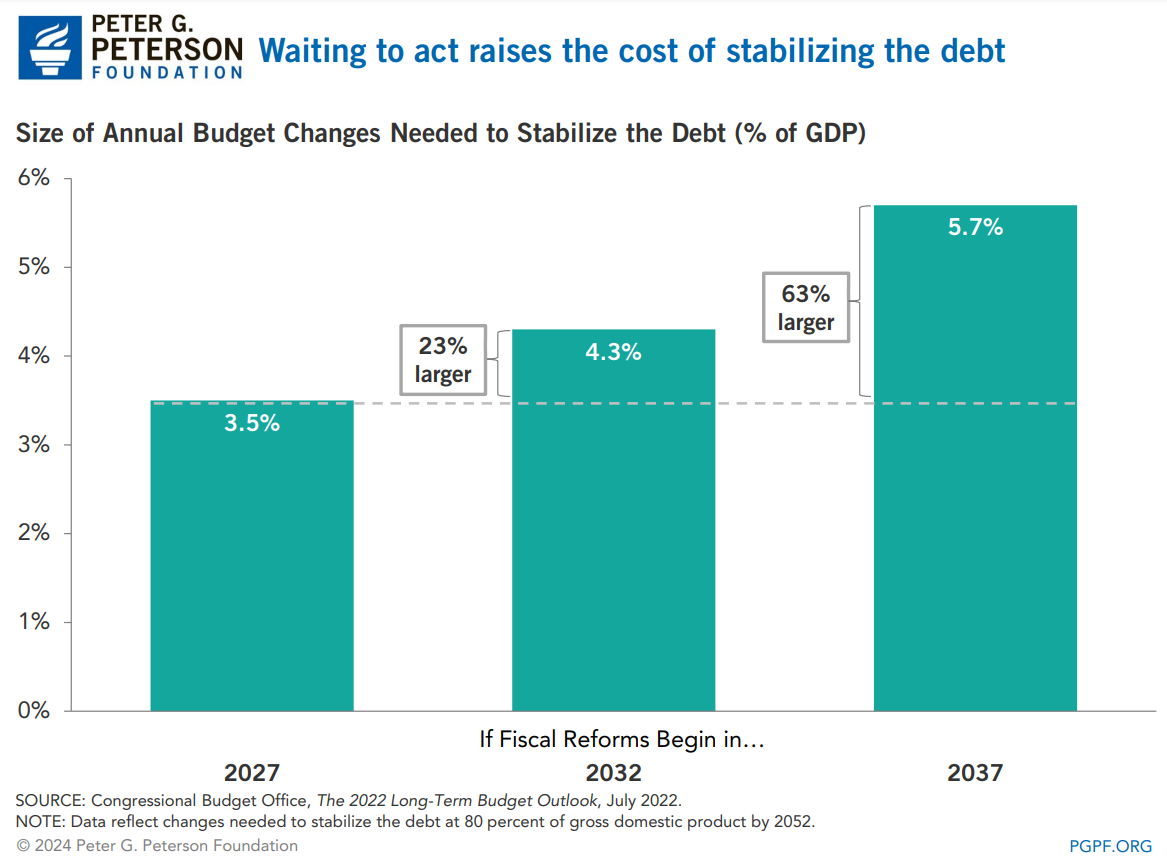 PETER G.
PETERSON
FOUNDATION
Waiting to act raises the cost of stabilizing the debt
Size of Annual Budget Changes Needed to Stabilize the Debt (% of GDP)
6%
5%
4%
3%
2%
1%
0%
3.5%
23%
larger
4.3%
63%
larger
5.7%
If Fiscal Reforms Begin in…
2027
2032
2037
SOURCE: Congressional Budget Office, The 2022 Long-Term Budget Outlook, July 2022.
NOTE: Data reflect changes needed to stabilize the debt at 80 percent of gross domestic product by 2052.
© 2024 Peter G. Peterson Foundation
PGPF.ORG